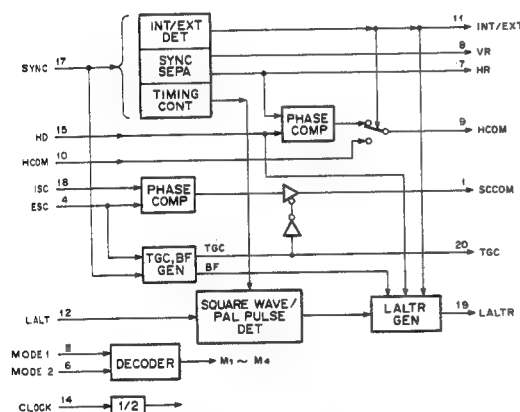 INT/EXT DET
SYNC SEPA
TIMING CONT
11 INT/EXT
8 VR
7 HR
SYNC 17
HD 15
HCOM 10
PHASE COMP
9 HCOM
ISC 18
ESC 4
PHASE COMP
1 SCCOM
TGC, BF GEN
TGC
BF
20 TGC
LALT 12
SQUARE WAVE/ PAL PULSE DET
LALTR GEN
19 LALTR
MODE 1 11
MODE 2 6
DECODER
M1 ~ M4
CLOCK 14
1/2